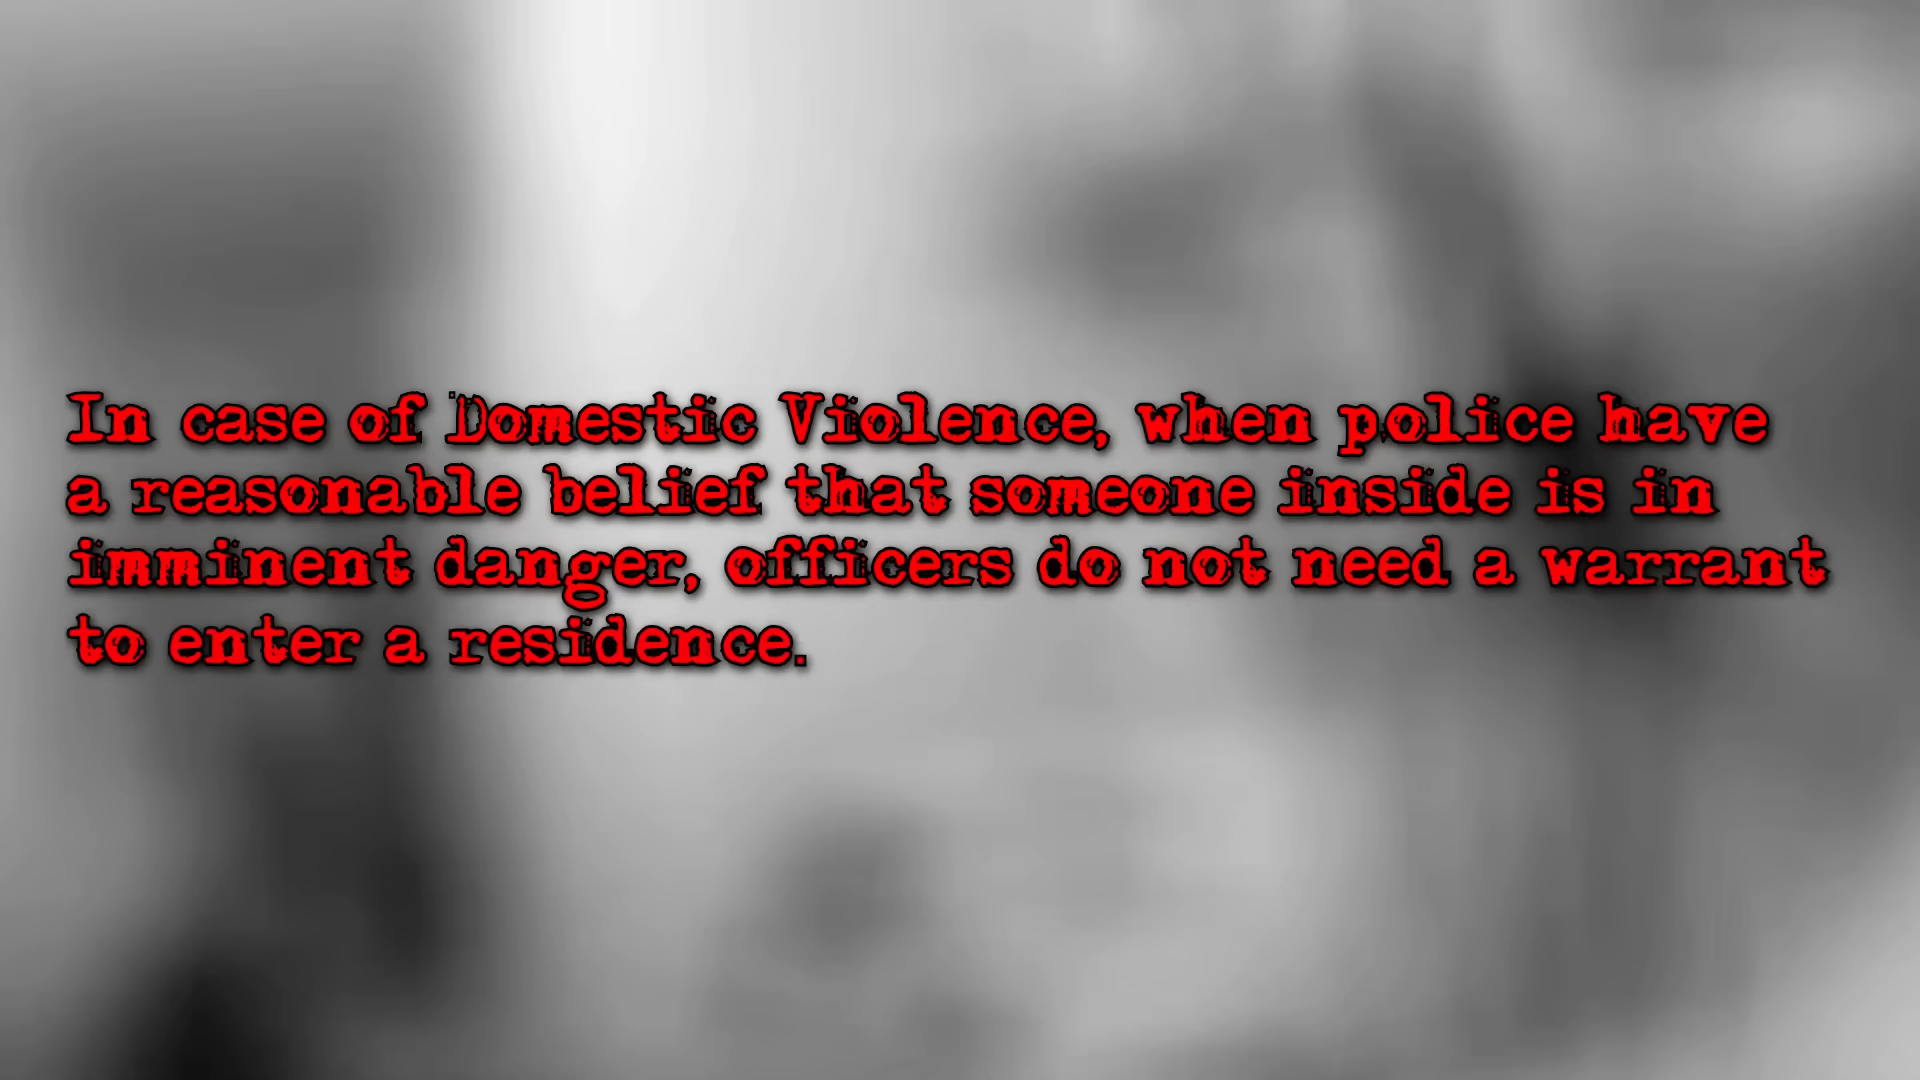 In case of Domestic Violence, when police have
a reasonable belief that someone inside is in
imminent danger, officers do not need a warrant
to enter a residence.